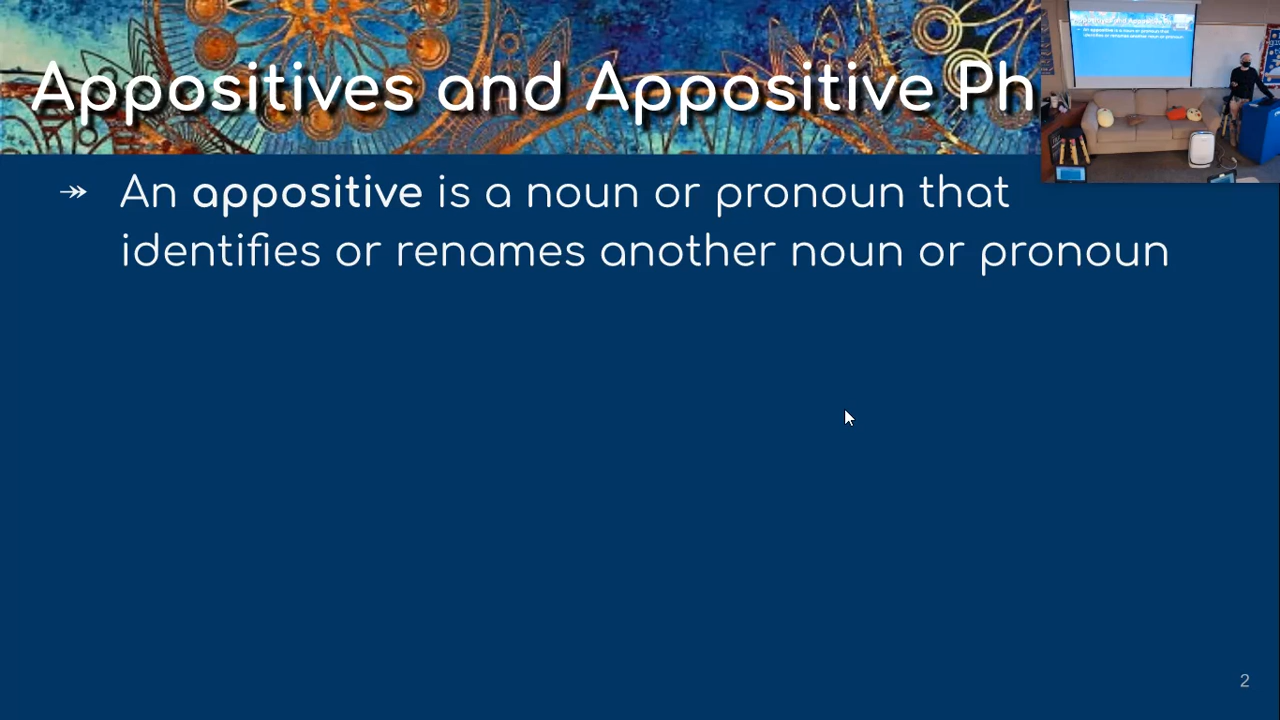 Appositives and Appositive Ph
↠ An appositive is a noun or pronoun that
identifies or renames another noun or pronoun
2